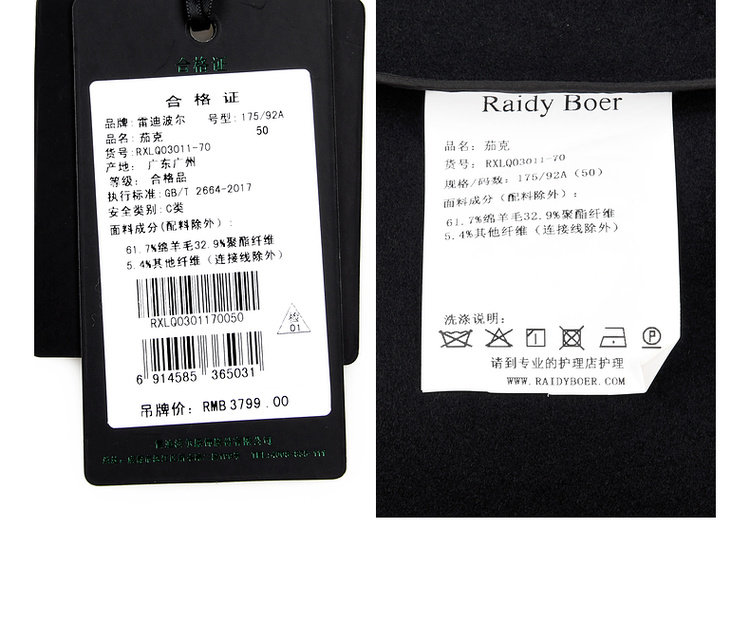 合格证
合格证
品牌: 雷迪波尔 号型: 175/92A
品名: 茄克 50
货号: RXLQ03011-70
产地: 广东广州
等级: 合格品
执行标准: GB/T 2664-2017
安全类别: C类
面料成分(配料除外):
61.7%绵羊毛32.9%聚酯纤维
5.4%其他纤维（连接线除外）
RXLQ0301170050
检
01
6 914585 365031
吊牌价: RMB 3799.00
Raidy Boer
品名: 茄克
货号: RXLQ03011-70
规格/码数: 175/92A（50）
面料成分（配料除外）:
61.7%绵羊毛32.9%聚酯纤维
5.4%其他纤维（连接线除外）
洗涤说明:
P
请到专业的护理店护理
WWW.RAIDYBOER.COM